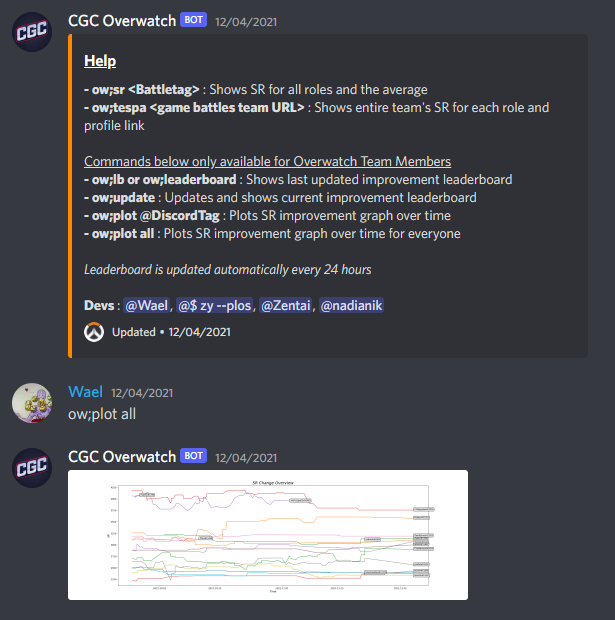 CGC
CGC Overwatch BOT 12/04/2021
Help
- ow;sr <Battletag> : Shows SR for all roles and the average
- ow;tespa <game battles team URL> : Shows entire team's SR for each role and
profile link
Commands below only available for Overwatch Team Members
- ow;lb or ow;leaderboard : Shows last updated improvement leaderboard
- ow;update : Updates and shows current improvement leaderboard
- ow;plot @DiscordTag : Plots SR improvement graph over time
- ow;plot all : Plots SR improvement graph over time for everyone
Leaderboard is updated automatically every 24 hours
Devs : @Wael, @$ zy --plos, @Zentai, @nadianik
Updated • 12/04/2021
Wael 12/04/2021
ow;plot all
CGC
CGC Overwatch BOT 12/04/2021
SR Change Overview